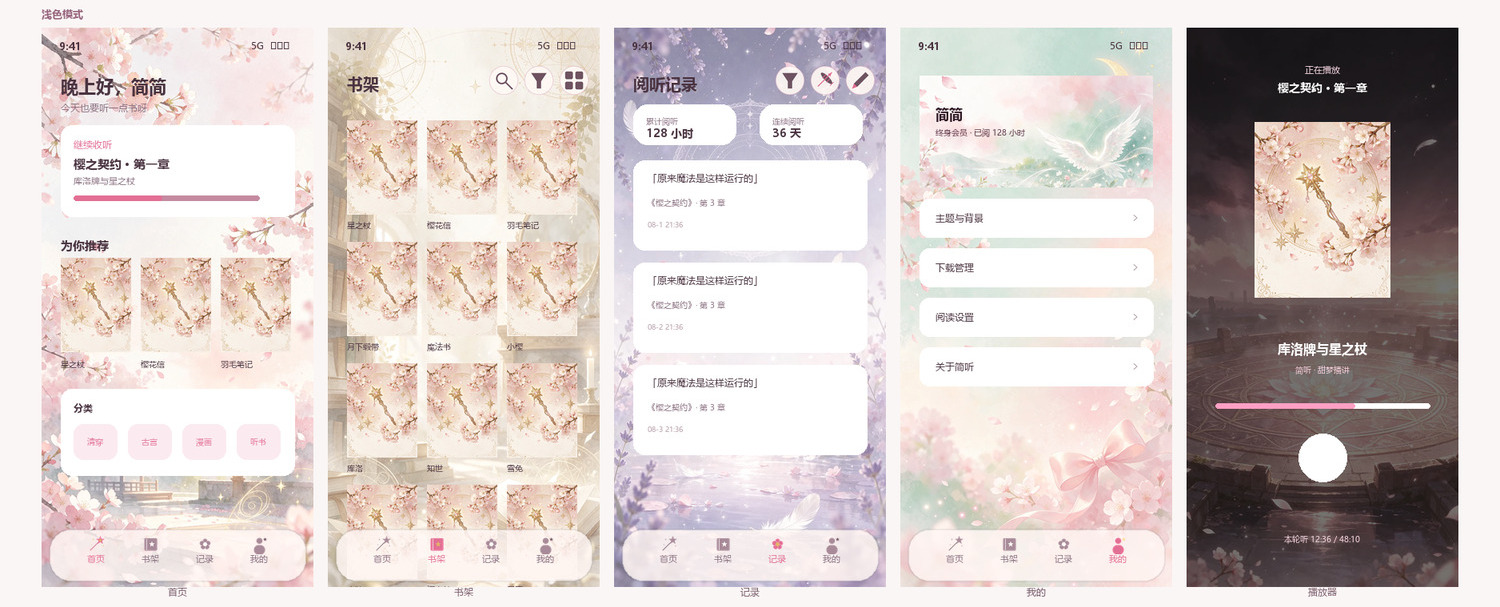 浅色模式
9:41
5G
晚上好，简简
今天也要听一点书呀
继续收听
樱之契约·第一章
库洛牌与星之杖
为你推荐
星之杖
樱花信
羽毛笔记
分类
清穿
古言
漫画
听书
首页
书架
记录
我的
首页
9:41
5G
书架
星之杖
樱花信
羽毛笔记
月下缎带
魔法书
小樱
库洛
知世
雪兔
首页
书架
记录
我的
书架
9:41
5G
阅听记录
累计阅听
128 小时
连续阅听
36 天
「原来魔法是这样运行的」
《樱之契约》· 第 3 章
08-1 21:36
「原来魔法是这样运行的」
《樱之契约》· 第 3 章
08-2 21:36
「原来魔法是这样运行的」
《樱之契约》· 第 3 章
08-3 21:36
首页
书架
记录
我的
记录
9:41
5G
简简
终身会员 · 已阅 128 小时
主题与背景
下载管理
阅读设置
关于简听
首页
书架
记录
我的
我的
正在播放
樱之契约·第一章
库洛牌与星之杖
简听 · 甜梦播讲
本轮听 12:36 / 48:10
播放器